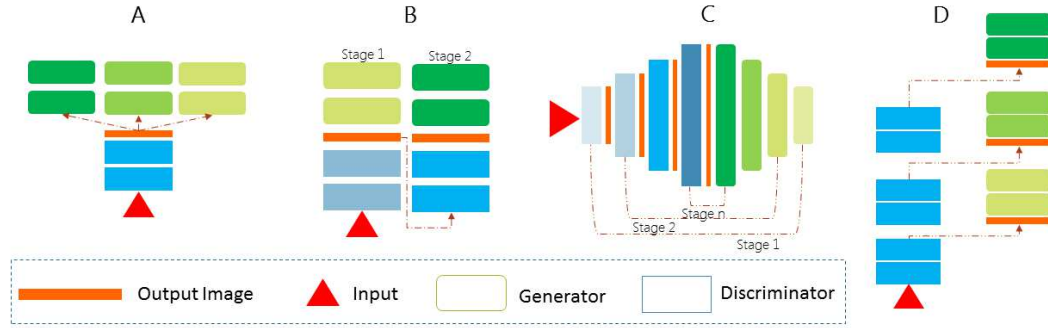 A
B
C
D
Stage 1
Stage 2
Stage n
Stage 2
Stage 1
Output Image
Input
Generator
Discriminator